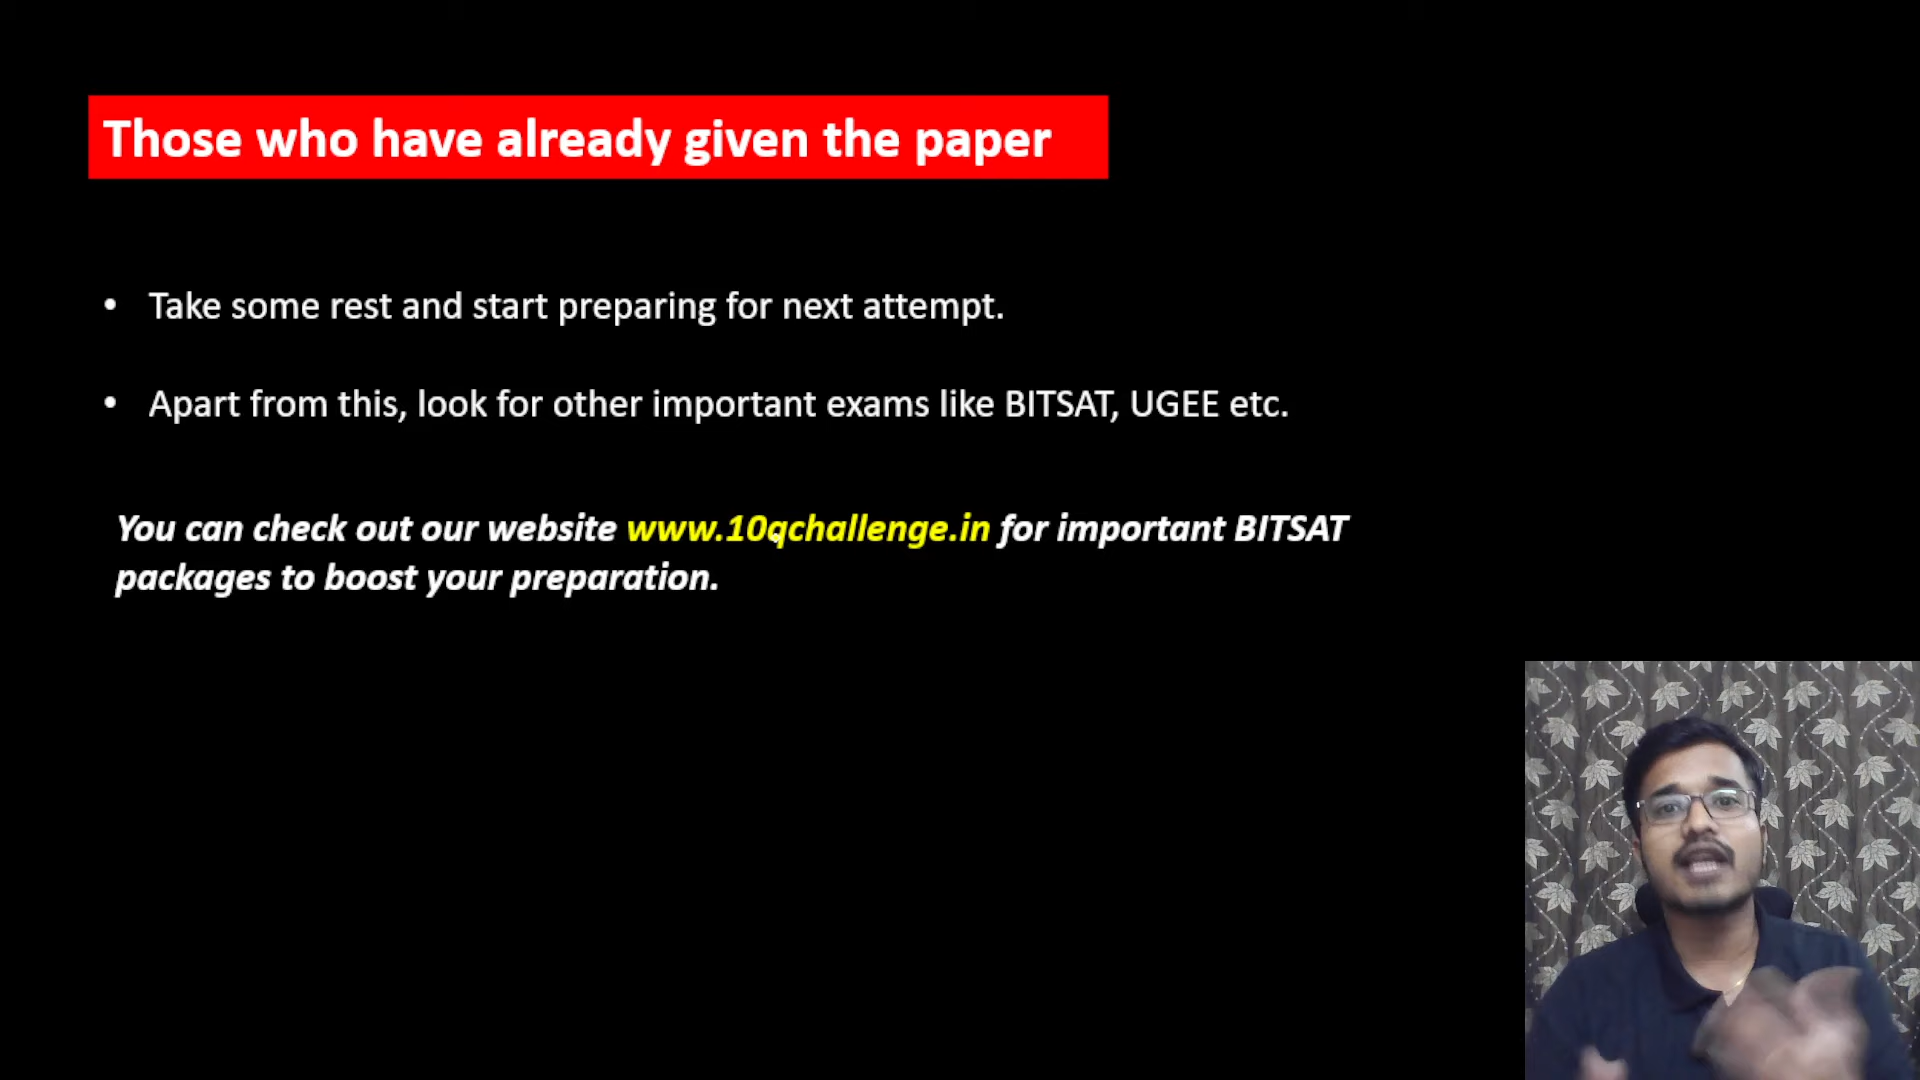 Those who have already given the paper
• Take some rest and start preparing for next attempt.
• Apart from this, look for other important exams like BITSAT, UGEE etc.
You can check out our website www.10qchallenge.in for important BITSAT
packages to boost your preparation.